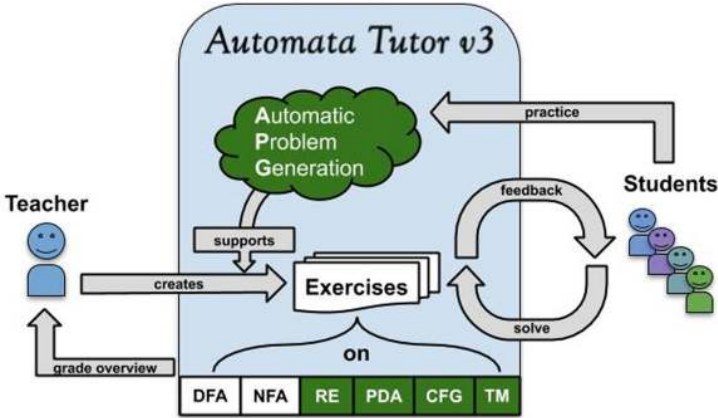 Automata Tutor v3
Automatic
Problem
Generation
practice
Teacher
supports
feedback
Students
creates
Exercises
solve
on
grade overview
DFA NFA RE PDA CFG TM